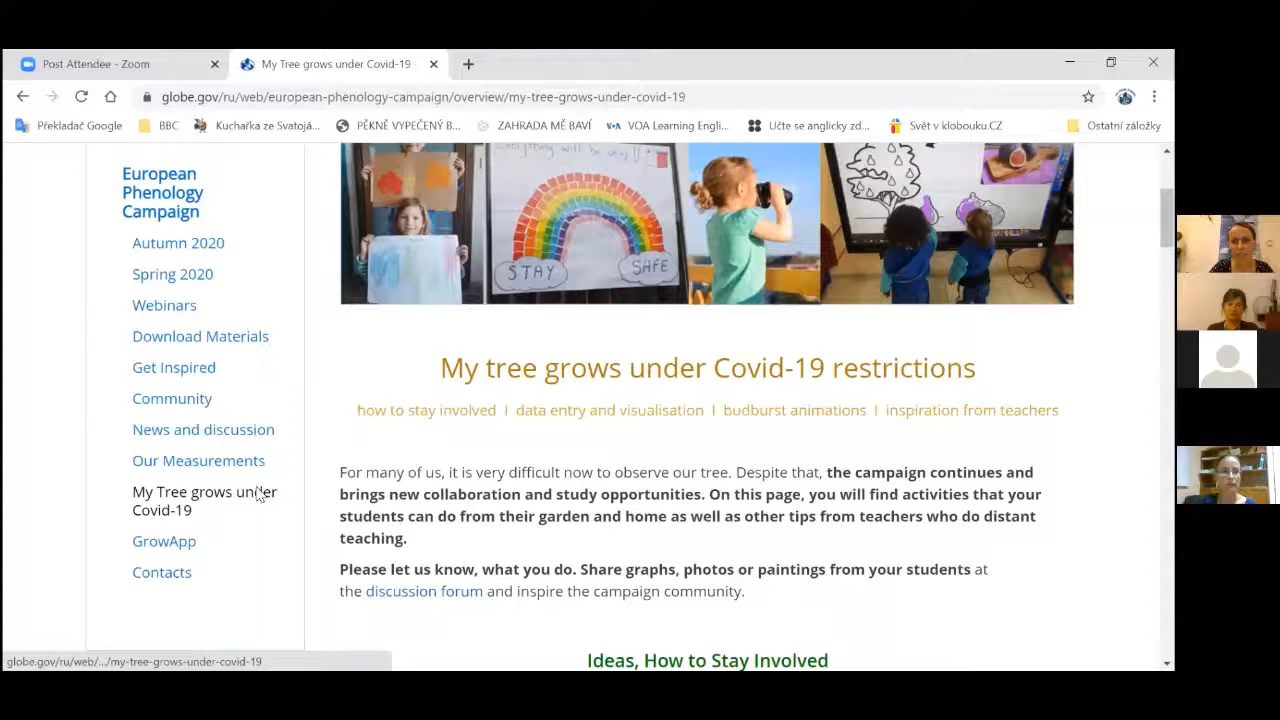 Post Attendee - Zoom
My Tree grows under Covid-19
globe.gov/ru/web/european-phenology-campaign/overview/my-tree-grows-under-covid-19
Překladač Google
BBC
Kuchařka ze Svatojá...
PĚKNĚ VYPEČENÝ B...
ZAHRADA MĚ BAVÍ
VOA VOA Learning Engli...
Učte se anglicky zd...
Svět v klobouku.CZ
Ostatní záložky
European
Phenology
Campaign
Autumn 2020
Spring 2020
Webinars
Download Materials
Get Inspired
Community
News and discussion
Our Measurements
My Tree grows under
Covid-19
GrowApp
Contacts
Everything will be okay
STAY
SAFE
My tree grows under Covid-19 restrictions
how to stay involved | data entry and visualisation | budburst animations | inspiration from teachers
For many of us, it is very difficult now to observe our tree. Despite that, the campaign continues and
brings new collaboration and study opportunities. On this page, you will find activities that your
students can do from their garden and home as well as other tips from teachers who do distant
teaching.
Please let us know, what you do. Share graphs, photos or paintings from your students at
the discussion forum and inspire the campaign community.
Ideas, How to Stay Involved
globe.gov/ru/web/.../my-tree-grows-under-covid-19